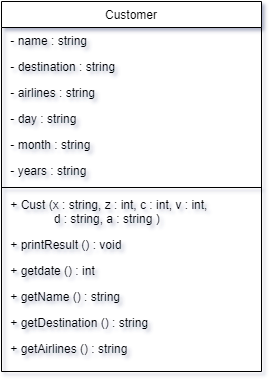 Customer
- name : string
- destination : string
- airlines : string
- day : string
- month : string
- years : string
+ Cust (x : string, z : int, c : int, v : int,
d : string, a : string )
+ printResult () : void
+ getdate () : int
+ getName () : string
+ getDestination () : string
+ getAirlines () : string